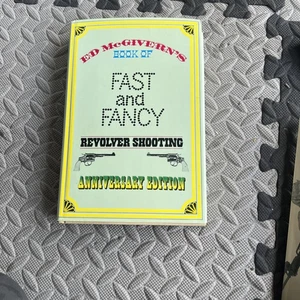 ED McGIVERN'S
BOOK OF
FAST
and
FANCY
REVOLVER SHOOTING
ANNIVERSARY EDITION